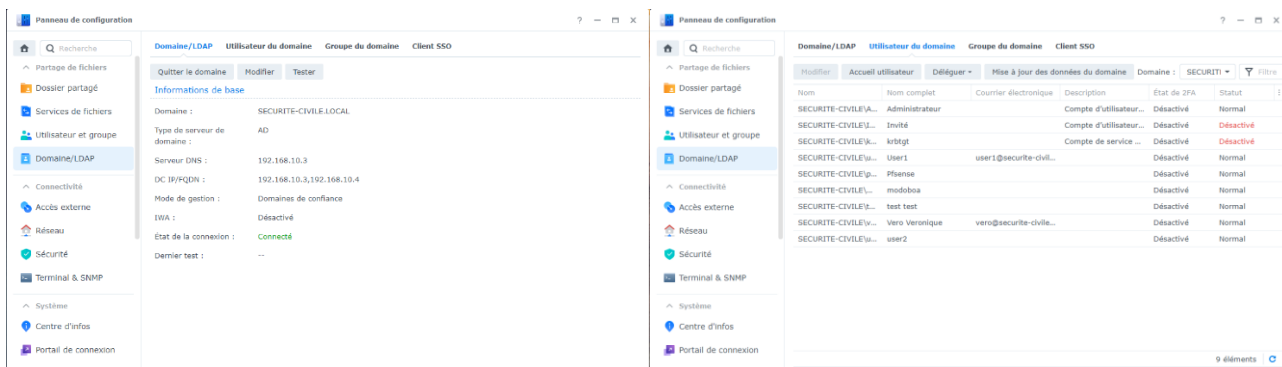 Panneau de configuration
Recherche
Partage de fichiers
Dossier partagé
Services de fichiers
Utilisateur et groupe
Domaine/LDAP
Connectivité
Accès externe
Réseau
Sécurité
Terminal & SNMP
Système
Centre d'infos
Portail de connexion
Domaine/LDAP Utilisateur du domaine Groupe du domaine Client SSO
Quitter le domaine Modifier Tester
Informations de base
Domaine : SECURITE-CIVILE.LOCAL
Type de serveur de domaine : AD
Serveur DNS : 192.168.10.3
DC IP/FQDN : 192.168.10.3,192.168.10.4
Mode de gestion : Domaines de confiance
IWA : Désactivé
État de la connexion : Connecté
Dernier test : --
Panneau de configuration
Recherche
Partage de fichiers
Dossier partagé
Services de fichiers
Utilisateur et groupe
Domaine/LDAP
Connectivité
Accès externe
Réseau
Sécurité
Terminal & SNMP
Système
Centre d'infos
Portail de connexion
Domaine/LDAP Utilisateur du domaine Groupe du domaine Client SSO
Modifier Accueil utilisateur Déléguer Mise à jour des données du domaine Domaine : SECURITI Filtre
Nom Nom complet Courrier électronique Description État de 2FA Statut
SECURITE-CIVILE\A... Administrateur Compte d'utilisateur... Désactivé Normal
SECURITE-CIVILE\I... Invité Compte d'utilisateur... Désactivé Désactivé
SECURITE-CIVILE\k... krbtgt Compte de service ... Désactivé Désactivé
SECURITE-CIVILE\u... User1 user1@securite-civil... Désactivé Normal
SECURITE-CIVILE\p... Pfsense Désactivé Normal
SECURITE-CIVILE\... modoboa Désactivé Normal
SECURITE-CIVILE\t... test test Désactivé Normal
SECURITE-CIVILE\v... Vero Veronique vero@securite-civile... Désactivé Normal
SECURITE-CIVILE\u... user2 Désactivé Normal
9 éléments